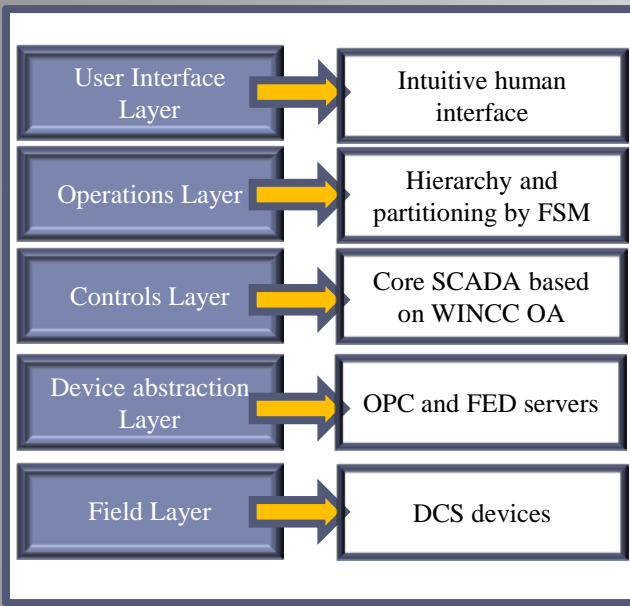 User Interface
Layer
Intuitive human
interface
Operations Layer
Hierarchy and
partitioning by FSM
Controls Layer
Core SCADA based
on WINCC OA
Device abstraction
Layer
OPC and FED servers
Field Layer
DCS devices